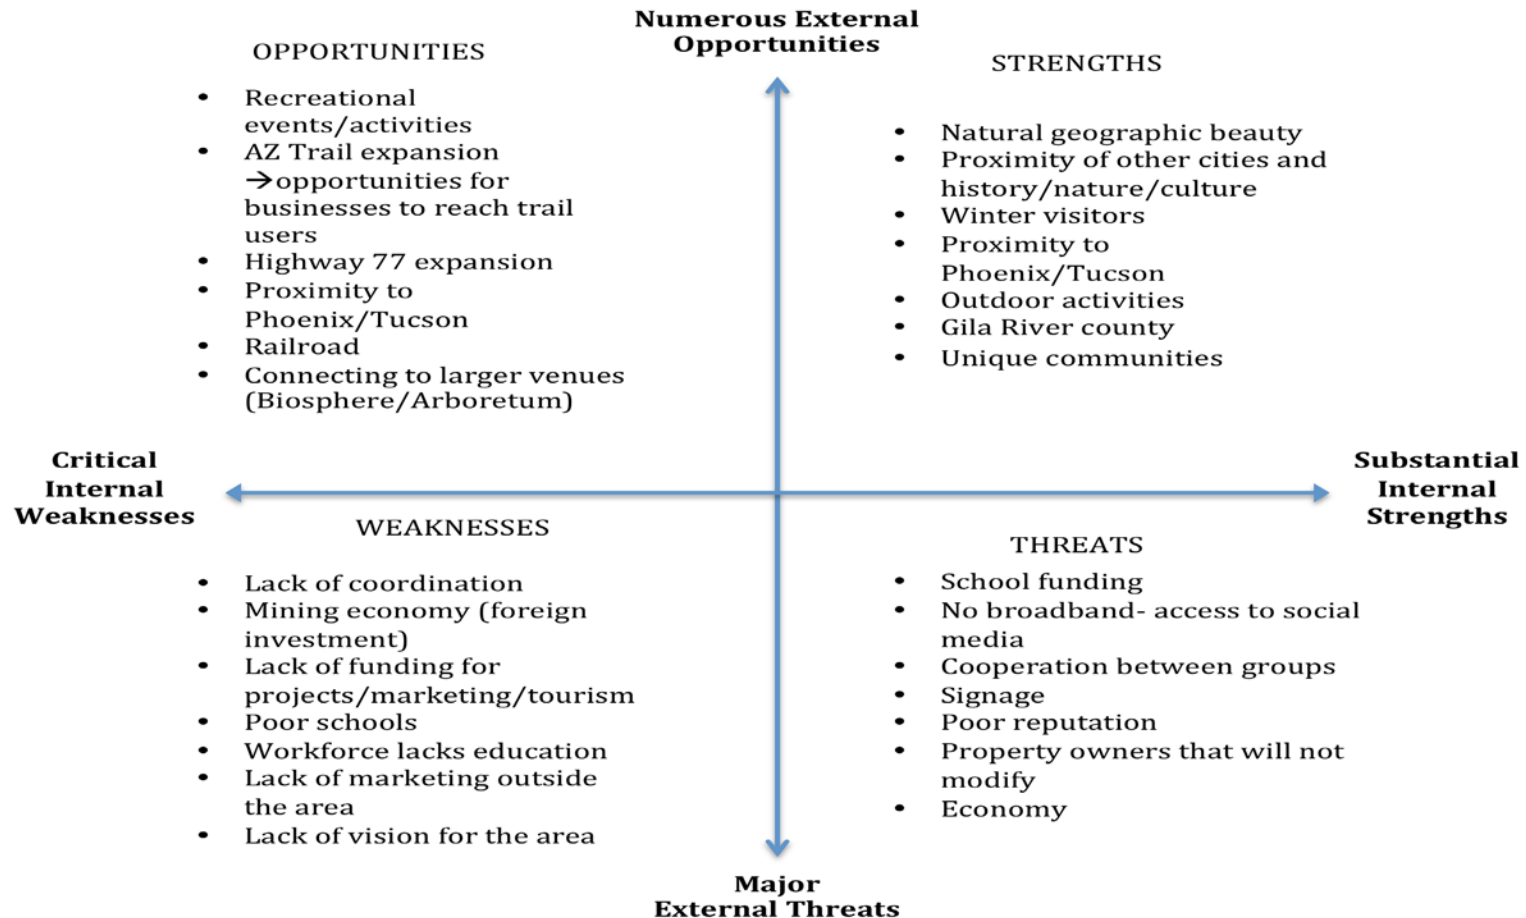 Numerous External
Opportunities
OPPORTUNITIES
• Recreational
events/activities
• AZ Trail expansion
→opportunities for
businesses to reach trail
users
• Highway 77 expansion
• Proximity to
Phoenix/Tucson
• Railroad
• Connecting to larger venues
(Biosphere/Arboretum)
STRENGTHS
• Natural geographic beauty
• Proximity of other cities and
history/nature/culture
• Winter visitors
• Proximity to
Phoenix/Tucson
• Outdoor activities
• Gila River county
• Unique communities
Critical
Internal
Weaknesses
Substantial
Internal
Strengths
WEAKNESSES
• Lack of coordination
• Mining economy (foreign
investment)
• Lack of funding for
projects/marketing/tourism
• Poor schools
• Workforce lacks education
• Lack of marketing outside
the area
• Lack of vision for the area
THREATS
• School funding
• No broadband- access to social
media
• Cooperation between groups
• Signage
• Poor reputation
• Property owners that will not
modify
• Economy
Major
External Threats